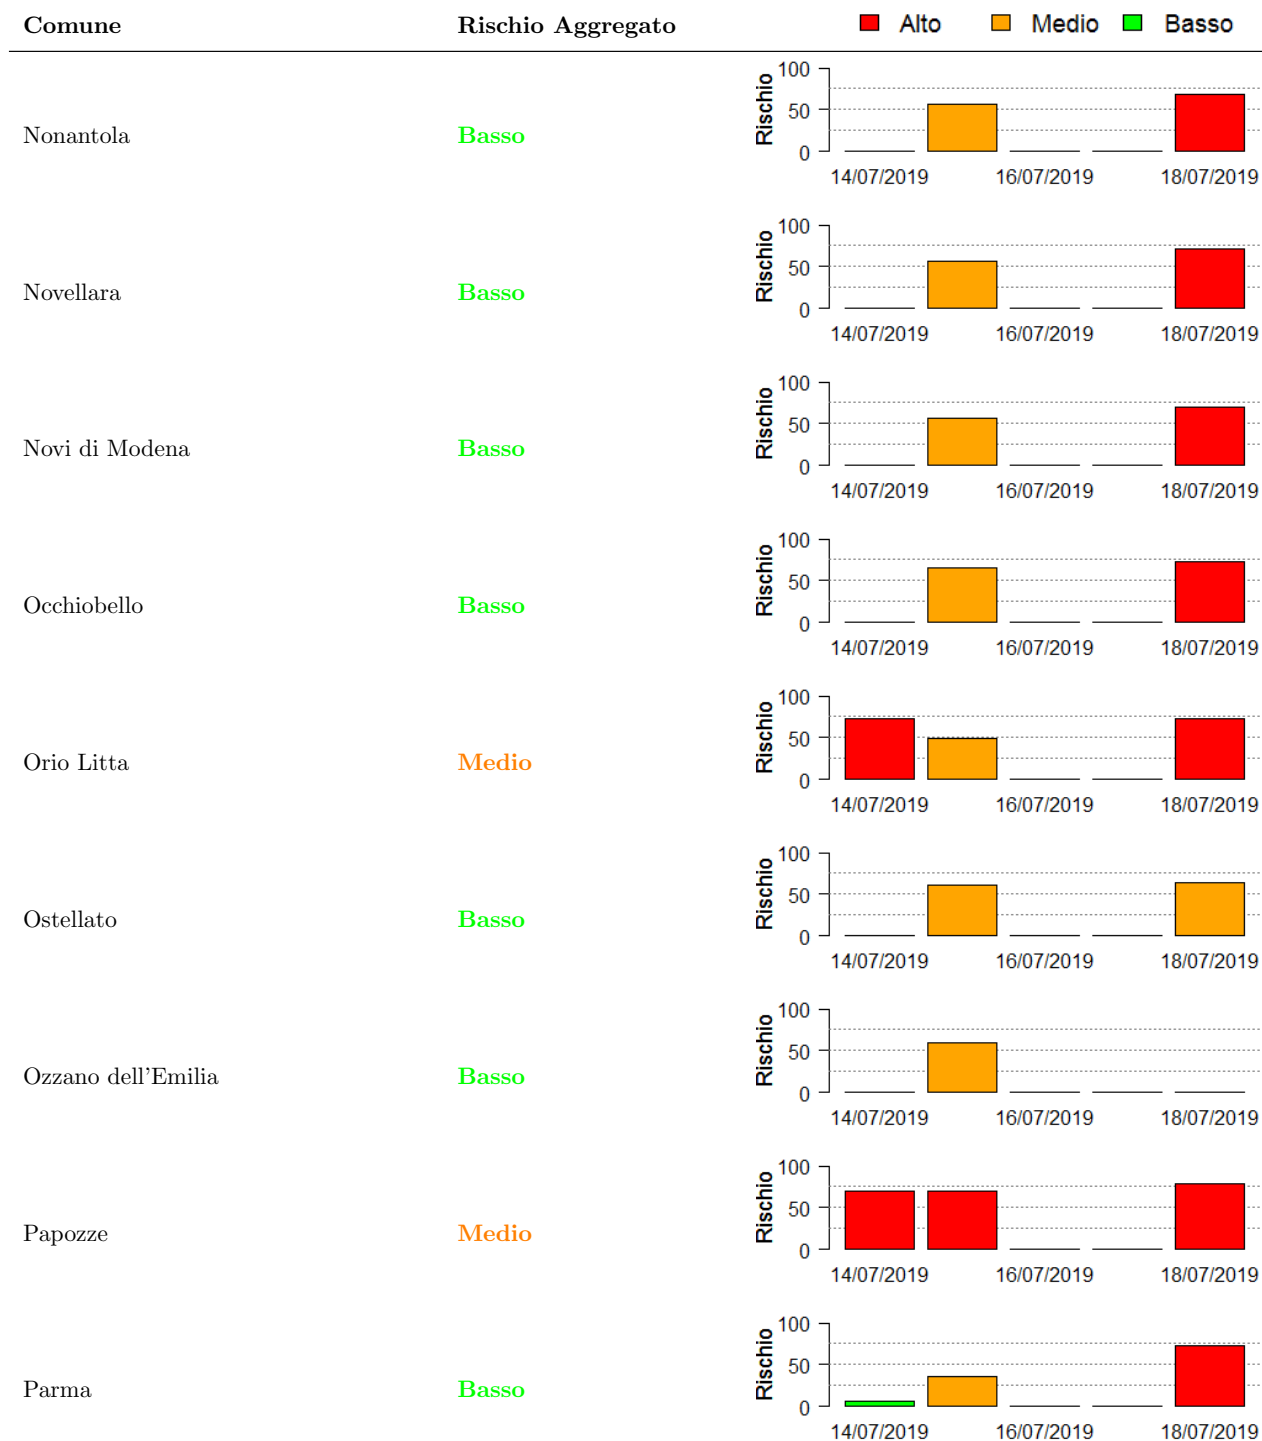 Comune Rischio Aggregato Alto Medio Basso
Nonantola Basso Rischio 100 50 0
14/07/2019 16/07/2019 18/07/2019
Novellara Basso Rischio 100 50 0
14/07/2019 16/07/2019 18/07/2019
Novi di Modena Basso Rischio 100 50 0
14/07/2019 16/07/2019 18/07/2019
Occhiobello Basso Rischio 100 50 0
14/07/2019 16/07/2019 18/07/2019
Orio Litta Medio Rischio 100 50 0
14/07/2019 16/07/2019 18/07/2019
Ostellato Basso Rischio 100 50 0
14/07/2019 16/07/2019 18/07/2019
Ozzano dell'Emilia Basso Rischio 100 50 0
14/07/2019 16/07/2019 18/07/2019
Papozze Medio Rischio 100 50 0
14/07/2019 16/07/2019 18/07/2019
Parma Basso Rischio 100 50 0
14/07/2019 16/07/2019 18/07/2019